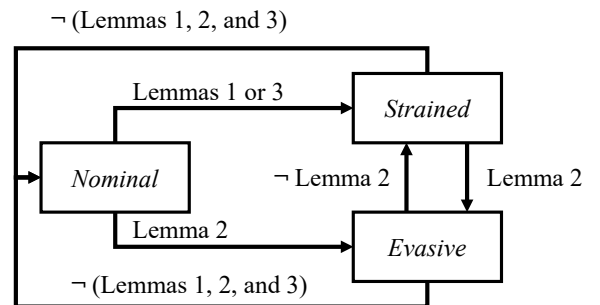 ¬ (Lemmas 1, 2, and 3)
Lemmas 1 or 3
Strained
Nominal
¬ Lemma 2
Lemma 2
Lemma 2
Evasive
¬ (Lemmas 1, 2, and 3)